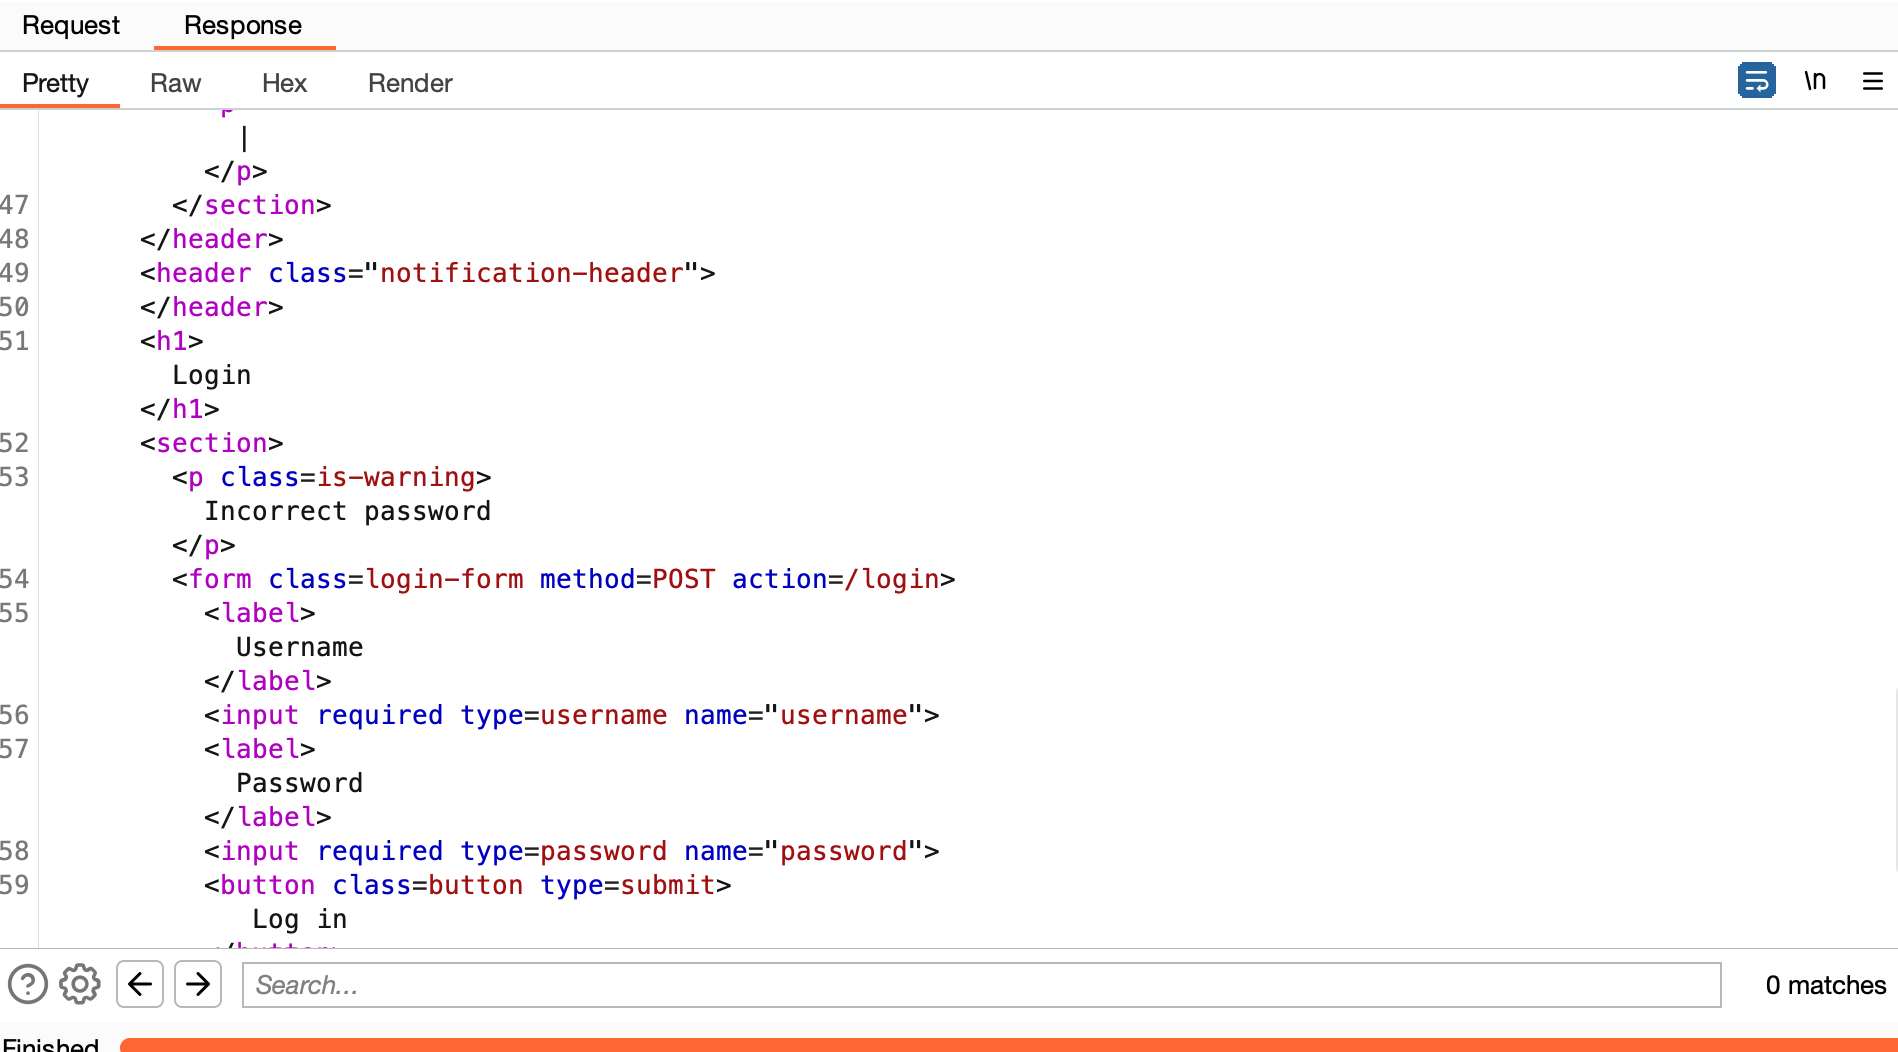 Request Response
Pretty Raw Hex Render \n
|
</p>
47 </section>
48 </header>
49 <header class="notification-header">
50 </header>
51 <h1>
Login
</h1>
52 <section>
53 <p class=is-warning>
Incorrect password
</p>
54 <form class=login-form method=POST action=/login>
55 <label>
Username
</label>
56 <input required type=username name="username">
57 <label>
Password
</label>
58 <input required type=password name="password">
59 <button class=button type=submit>
Log in
</button>
Search...
0 matches
Finished